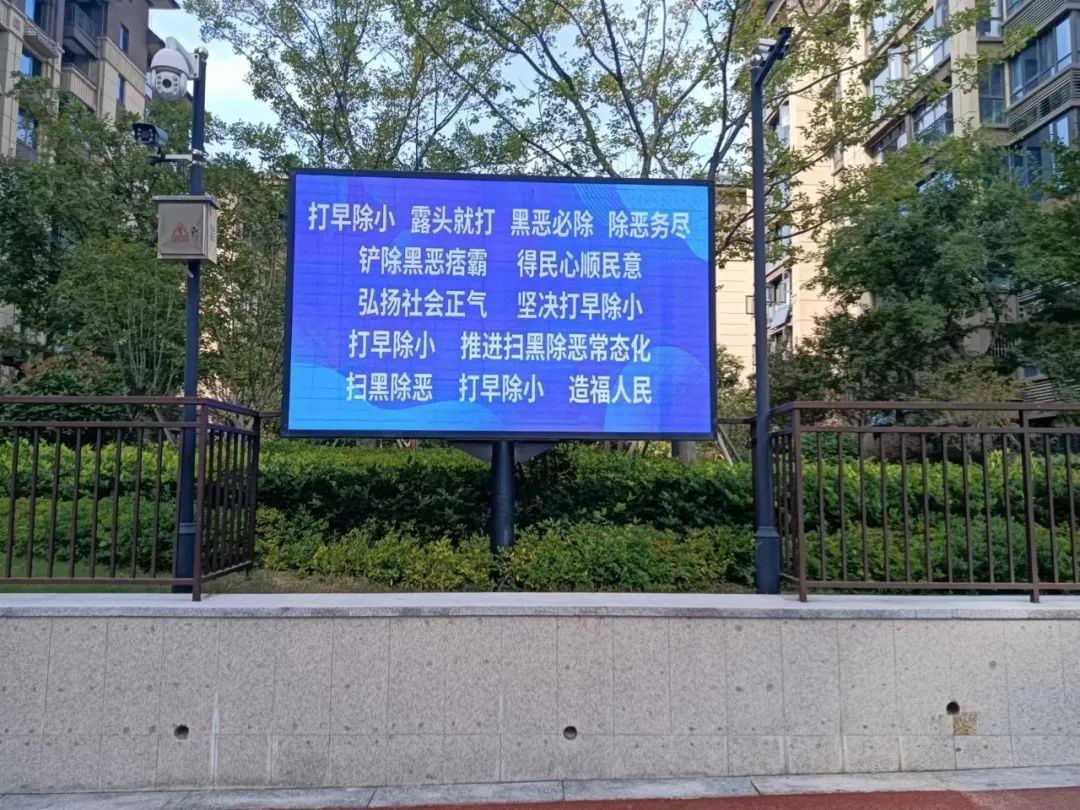 打早除小 露头就打 黑恶必除 除恶务尽
铲除黑恶痞霸 得民心顺民意
弘扬社会正气 坚决打早除小
打早除小 推进扫黑除恶常态化
扫黑除恶 打早除小 造福人民